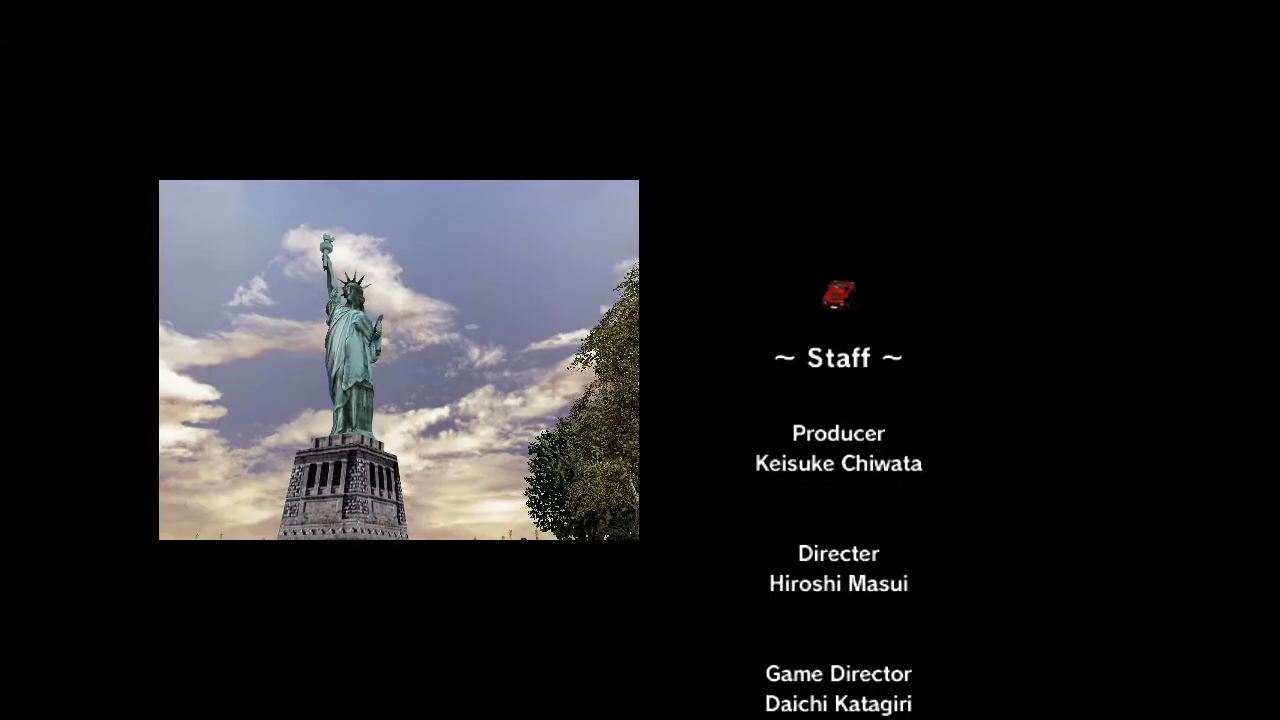 ~ Staff ~
Producer
Keisuke Chiwata
Directer
Hiroshi Masui
Game Director
Daichi Katagiri